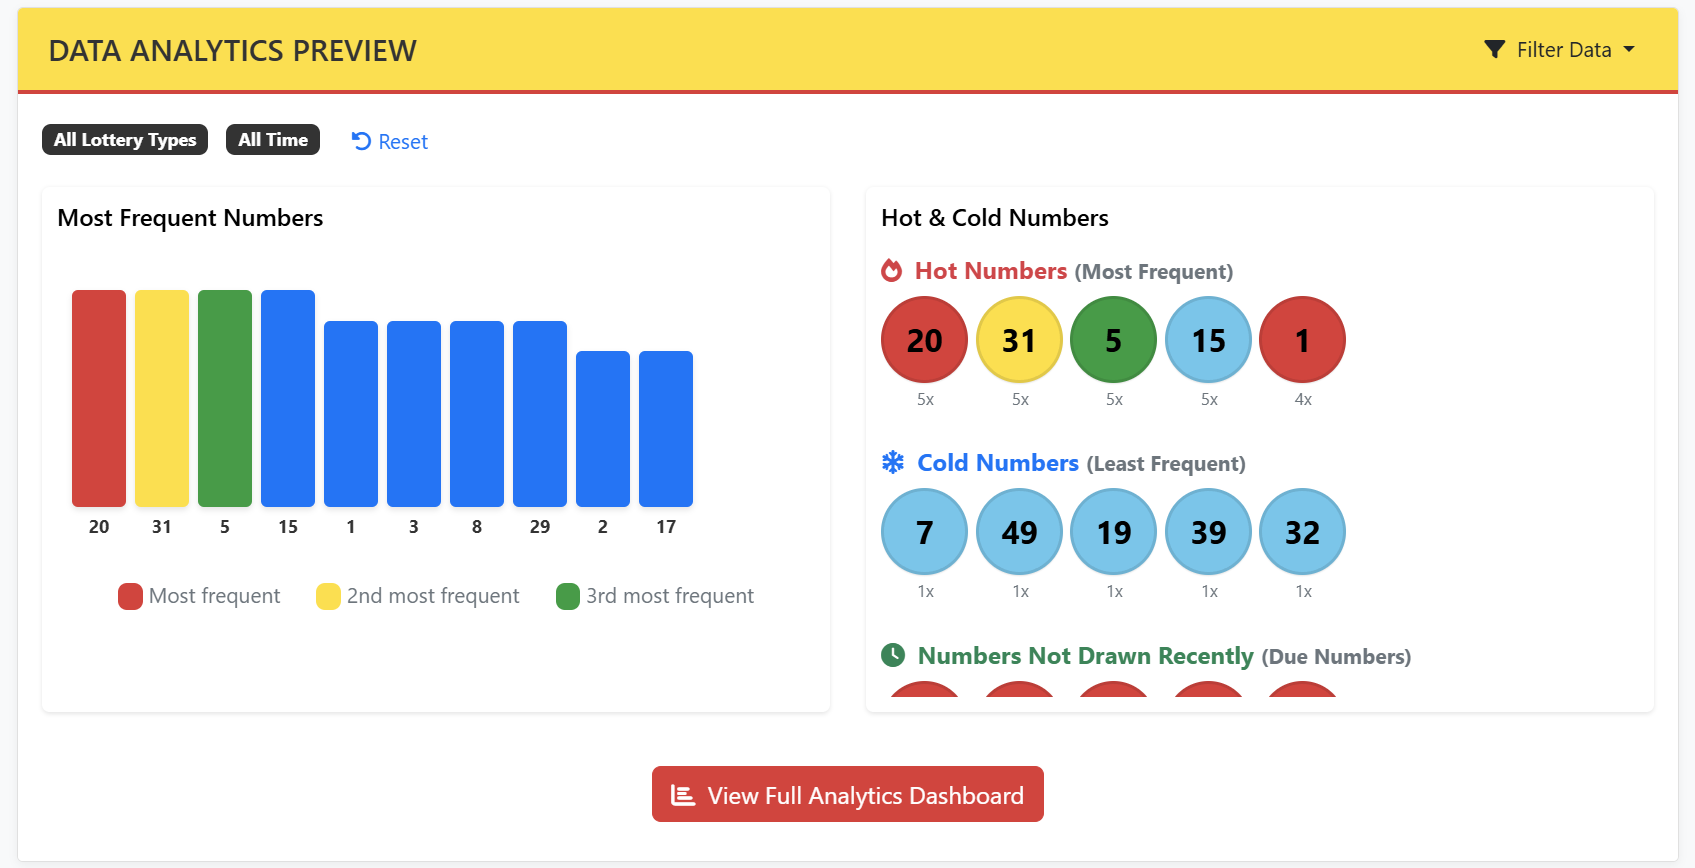 DATA ANALYTICS PREVIEW
Filter Data
All Lottery Types
All Time
Reset
Most Frequent Numbers
20 31 5 15 1 3 8 29 2 17
Most frequent
2nd most frequent
3rd most frequent
Hot & Cold Numbers
Hot Numbers (Most Frequent)
20 31 5 15 1
5x 5x 5x 5x 4x
Cold Numbers (Least Frequent)
7 49 19 39 32
1x 1x 1x 1x 1x
Numbers Not Drawn Recently (Due Numbers)
View Full Analytics Dashboard